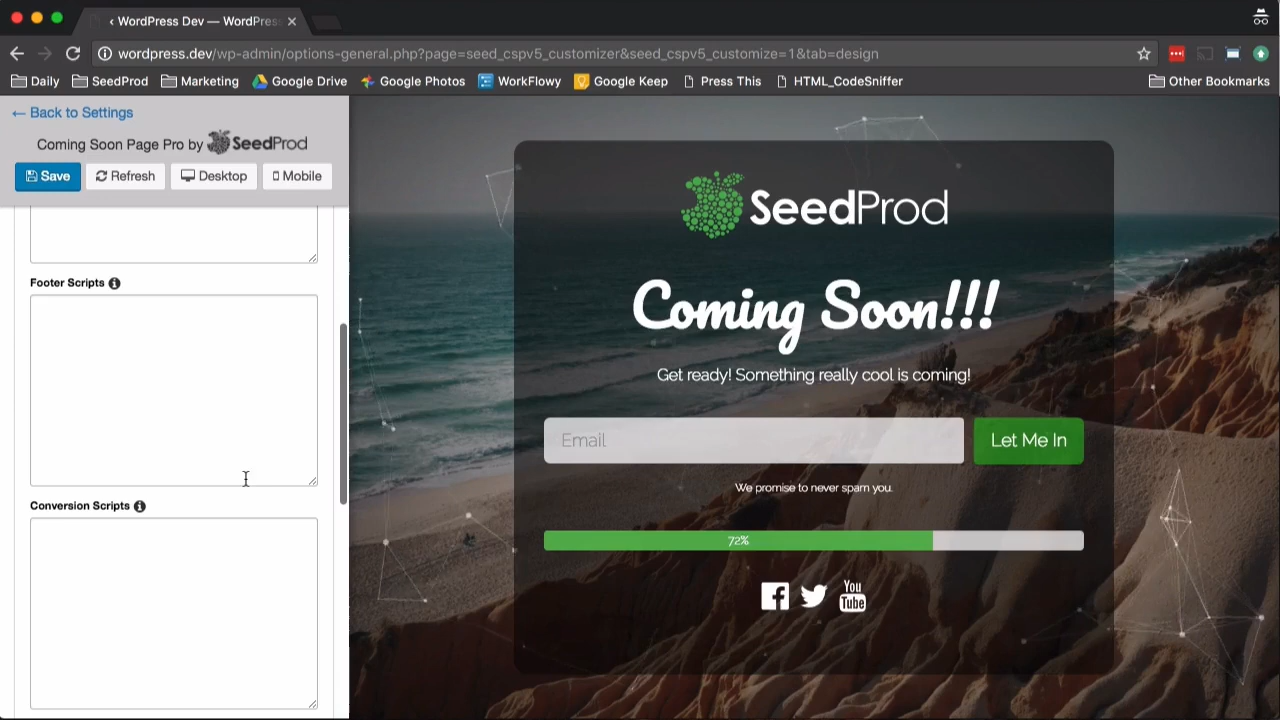 ‹ WordPress Dev — WordPress
wordpress.dev/wp-admin/options-general.php?page=seed_cspv5_customizer&seed_cspv5_customize=1&tab=design
Daily SeedProd Marketing Google Drive Google Photos WorkFlowy Google Keep Press This HTML_CodeSniffer Other Bookmarks
← Back to Settings
Coming Soon Page Pro by SeedProd
Save Refresh Desktop Mobile
Footer Scripts
Conversion Scripts
SeedProd
Coming Soon!!!
Get ready! Something really cool is coming!
Email Let Me In
We promise to never spam you.
72%
You
Tube